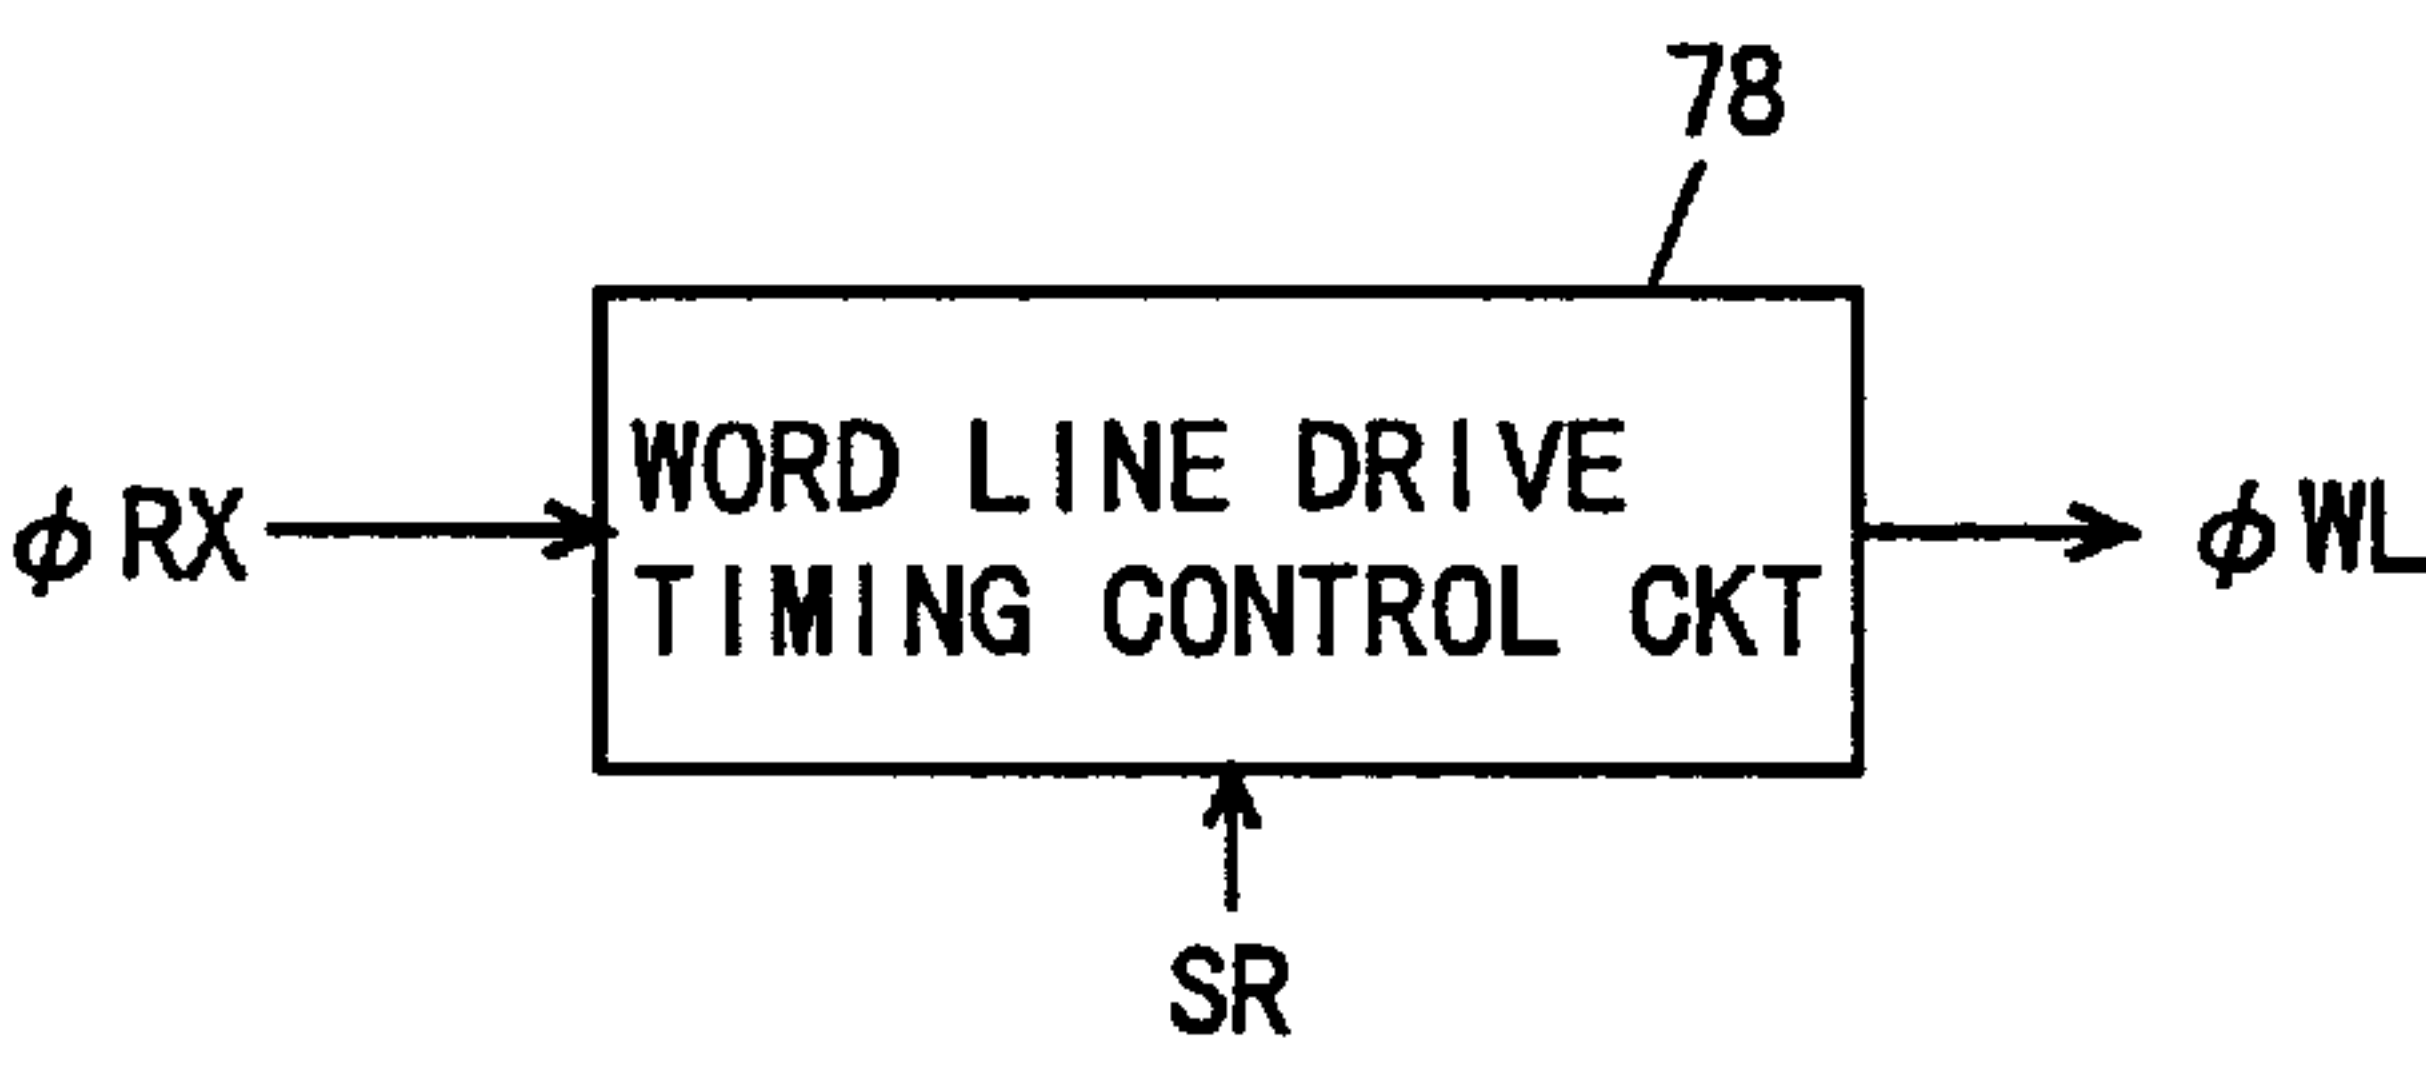 78
WORD LINE DRIVE
φRX
φWL
TIMING CONTROL CKT
SR